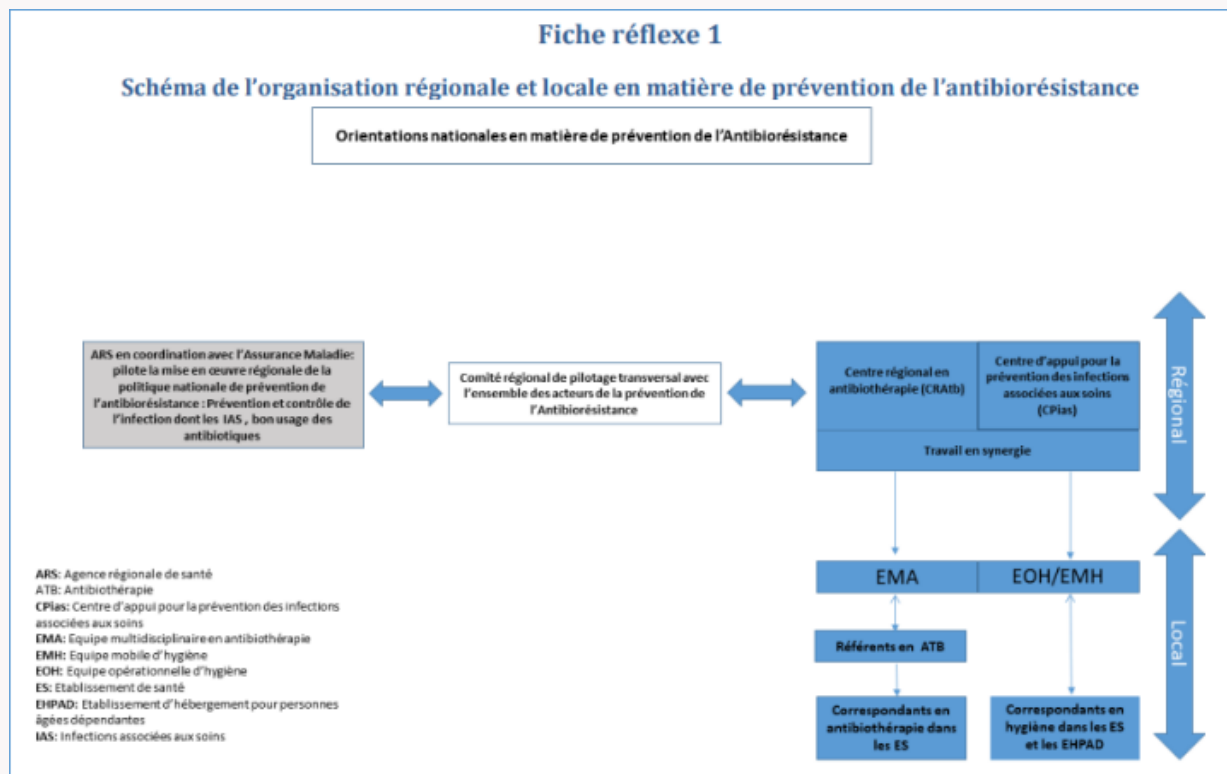 Fiche réflexe 1
Schéma de l'organisation régionale et locale en matière de prévention de l'antibiorésistance
Orientations nationales en matière de prévention de l'Antibiorésistance
ARS en coordination avec l'Assurance Maladie:
pilote la mise en œuvre régionale de la
politique nationale de prévention de
l'antibiorésistance : Prévention et contrôle de
l'infection dont les IAS , bon usage des
antibiotiques
Comité régional de pilotage transversal avec
l'ensemble des acteurs de la prévention de
l'Antibiorésistance
Centre régional en
antibiothérapie (CRAtb)
Centre d'appui pour la
prévention des infections
associées aux soins
(CPias)
Travail en synergie
Régional
EMA
EOH/EMH
Référents en ATB
Correspondants en
antibiothérapie dans
les ES
Correspondants en
hygiène dans les ES
et les EHPAD
Local
ARS: Agence régionale de santé
ATB: Antibiothérapie
CPias: Centre d'appui pour la prévention des infections
associées aux soins
EMA: Equipe multidisciplinaire en antibiothérapie
EMH: Equipe mobile d'hygiène
EOH: Equipe opérationnelle d'hygiène
ES: Etablissement de santé
EHPAD: Etablissement d'hébergement pour personnes
âgées dépendantes
IAS: Infections associées aux soins